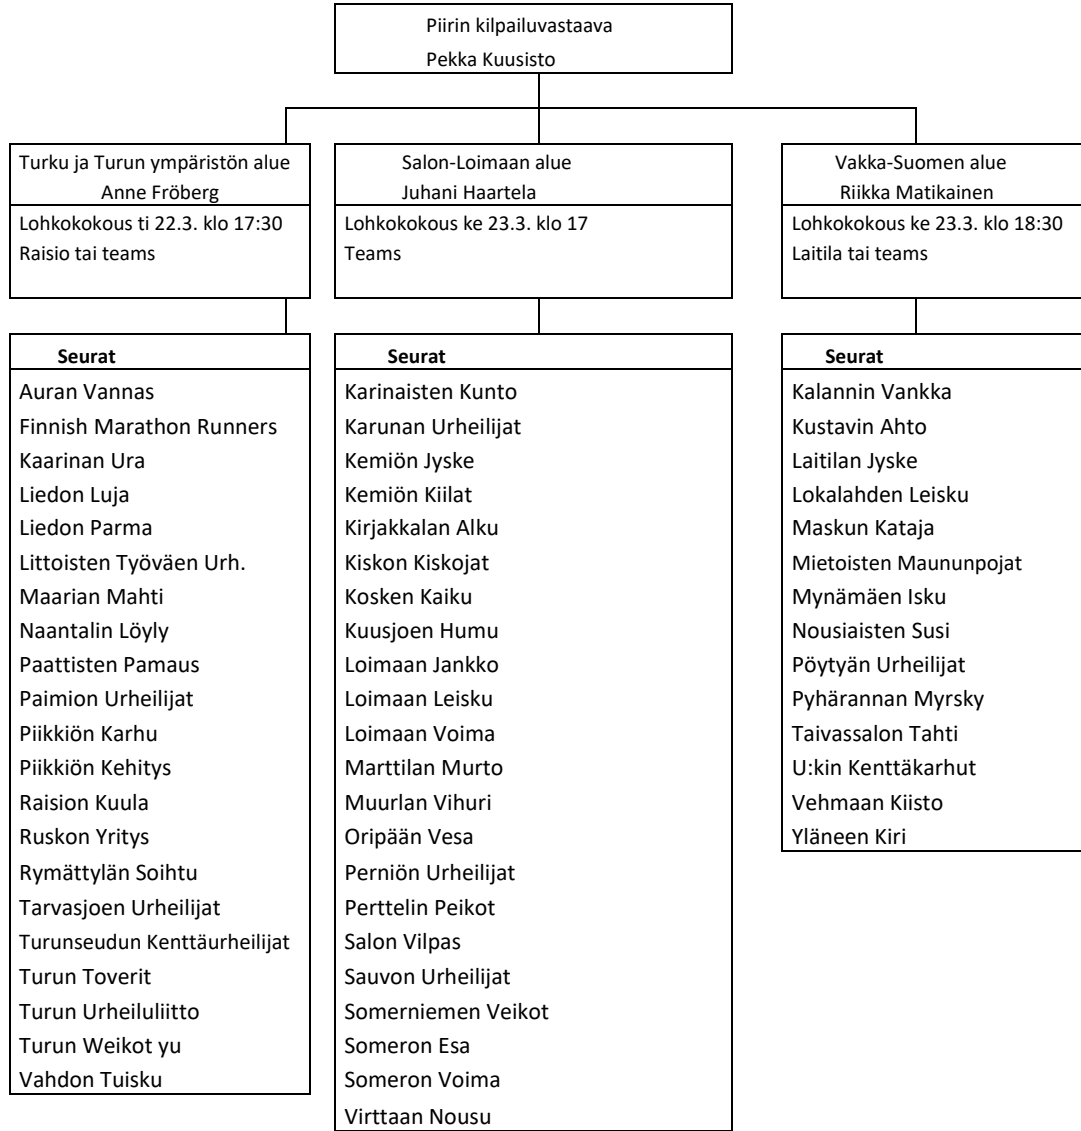 Piirin kilpailuvastaava
Pekka Kuusisto
Turku ja Turun ympäristön alue
Anne Fröberg
Lohkokokous ti 22.3. klo 17:30
Raisio tai teams
Salon-Loimaan alue
Juhani Haartela
Lohkokokous ke 23.3. klo 17
Teams
Vakka-Suomen alue
Riikka Matikainen
Lohkokokous ke 23.3. klo 18:30
Laitila tai teams
Seurat
Auran Vannas
Finnish Marathon Runners
Kaarinan Ura
Liedon Luja
Liedon Parma
Littoisten Työväen Urh.
Maarian Mahti
Naantalin Löyly
Paattisten Pamaus
Paimion Urheilijat
Piikkiön Karhu
Piikkiön Kehitys
Raision Kuula
Ruskon Yritys
Rymättylän Soihtu
Tarvasjoen Urheilijat
Turunseudun Kenttäurheilijat
Turun Toverit
Turun Urheiluliitto
Turun Weikot yu
Vahdon Tuisku
Seurat
Karinaisten Kunto
Karunan Urheilijat
Kemiön Jyske
Kemiön Kiilat
Kirjakkalan Alku
Kiskon Kiskojat
Kosken Kaiku
Kuusjoen Humu
Loimaan Jankko
Loimaan Leisku
Loimaan Voima
Marttilan Murto
Muurlan Vihuri
Oripään Vesa
Perniön Urheilijat
Perttelin Peikot
Salon Vilpas
Sauvon Urheilijat
Somerniemen Veikot
Someron Esa
Someron Voima
Virttaan Nousu
Seurat
Kalannin Vankka
Kustavin Ahto
Laitilan Jyske
Lokalahden Leisku
Maskun Kataja
Mietoisten Maununpojat
Mynämäen Isku
Nousiaisten Susi
Pöytyän Urheilijat
Pyhärannan Myrsky
Taivassalon Tahti
U:kin Kenttäkarhut
Vehmaan Kiisto
Yläneen Kiri